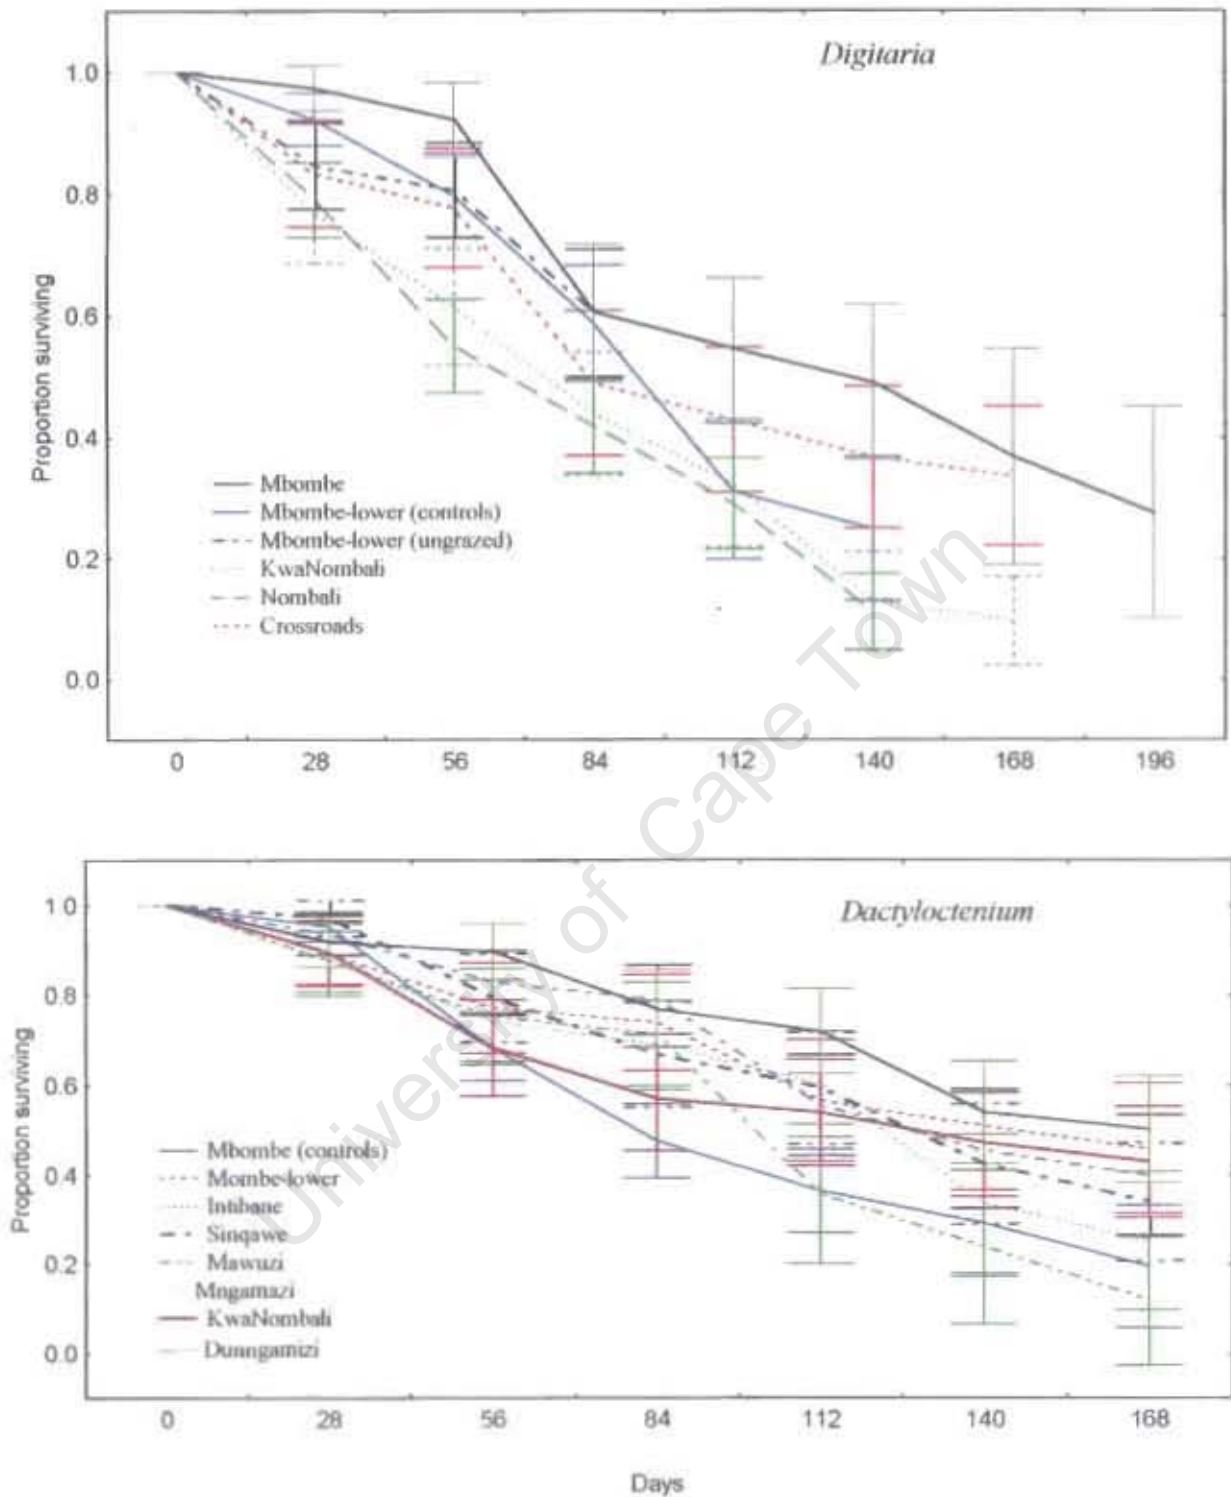 Digitaria
Proportion surviving
1.0
0.8
0.6
0.4
0.2
0.0
Mbombe
Mbombe-lower (controls)
Mbombe-lower (ungrazed)
KwaNombali
Nombali
Crossroads
0 28 56 84 112 140 168 196
University of Cape Town
Dactyloctenium
Proportion surviving
1.0
0.8
0.6
0.4
0.2
0.0
Mbombe (controls)
Mombe-lower
Intibane
Sinqawe
Mawuzi
Mngamazi
KwaNombali
0 28 56 84 112 140 168
Days